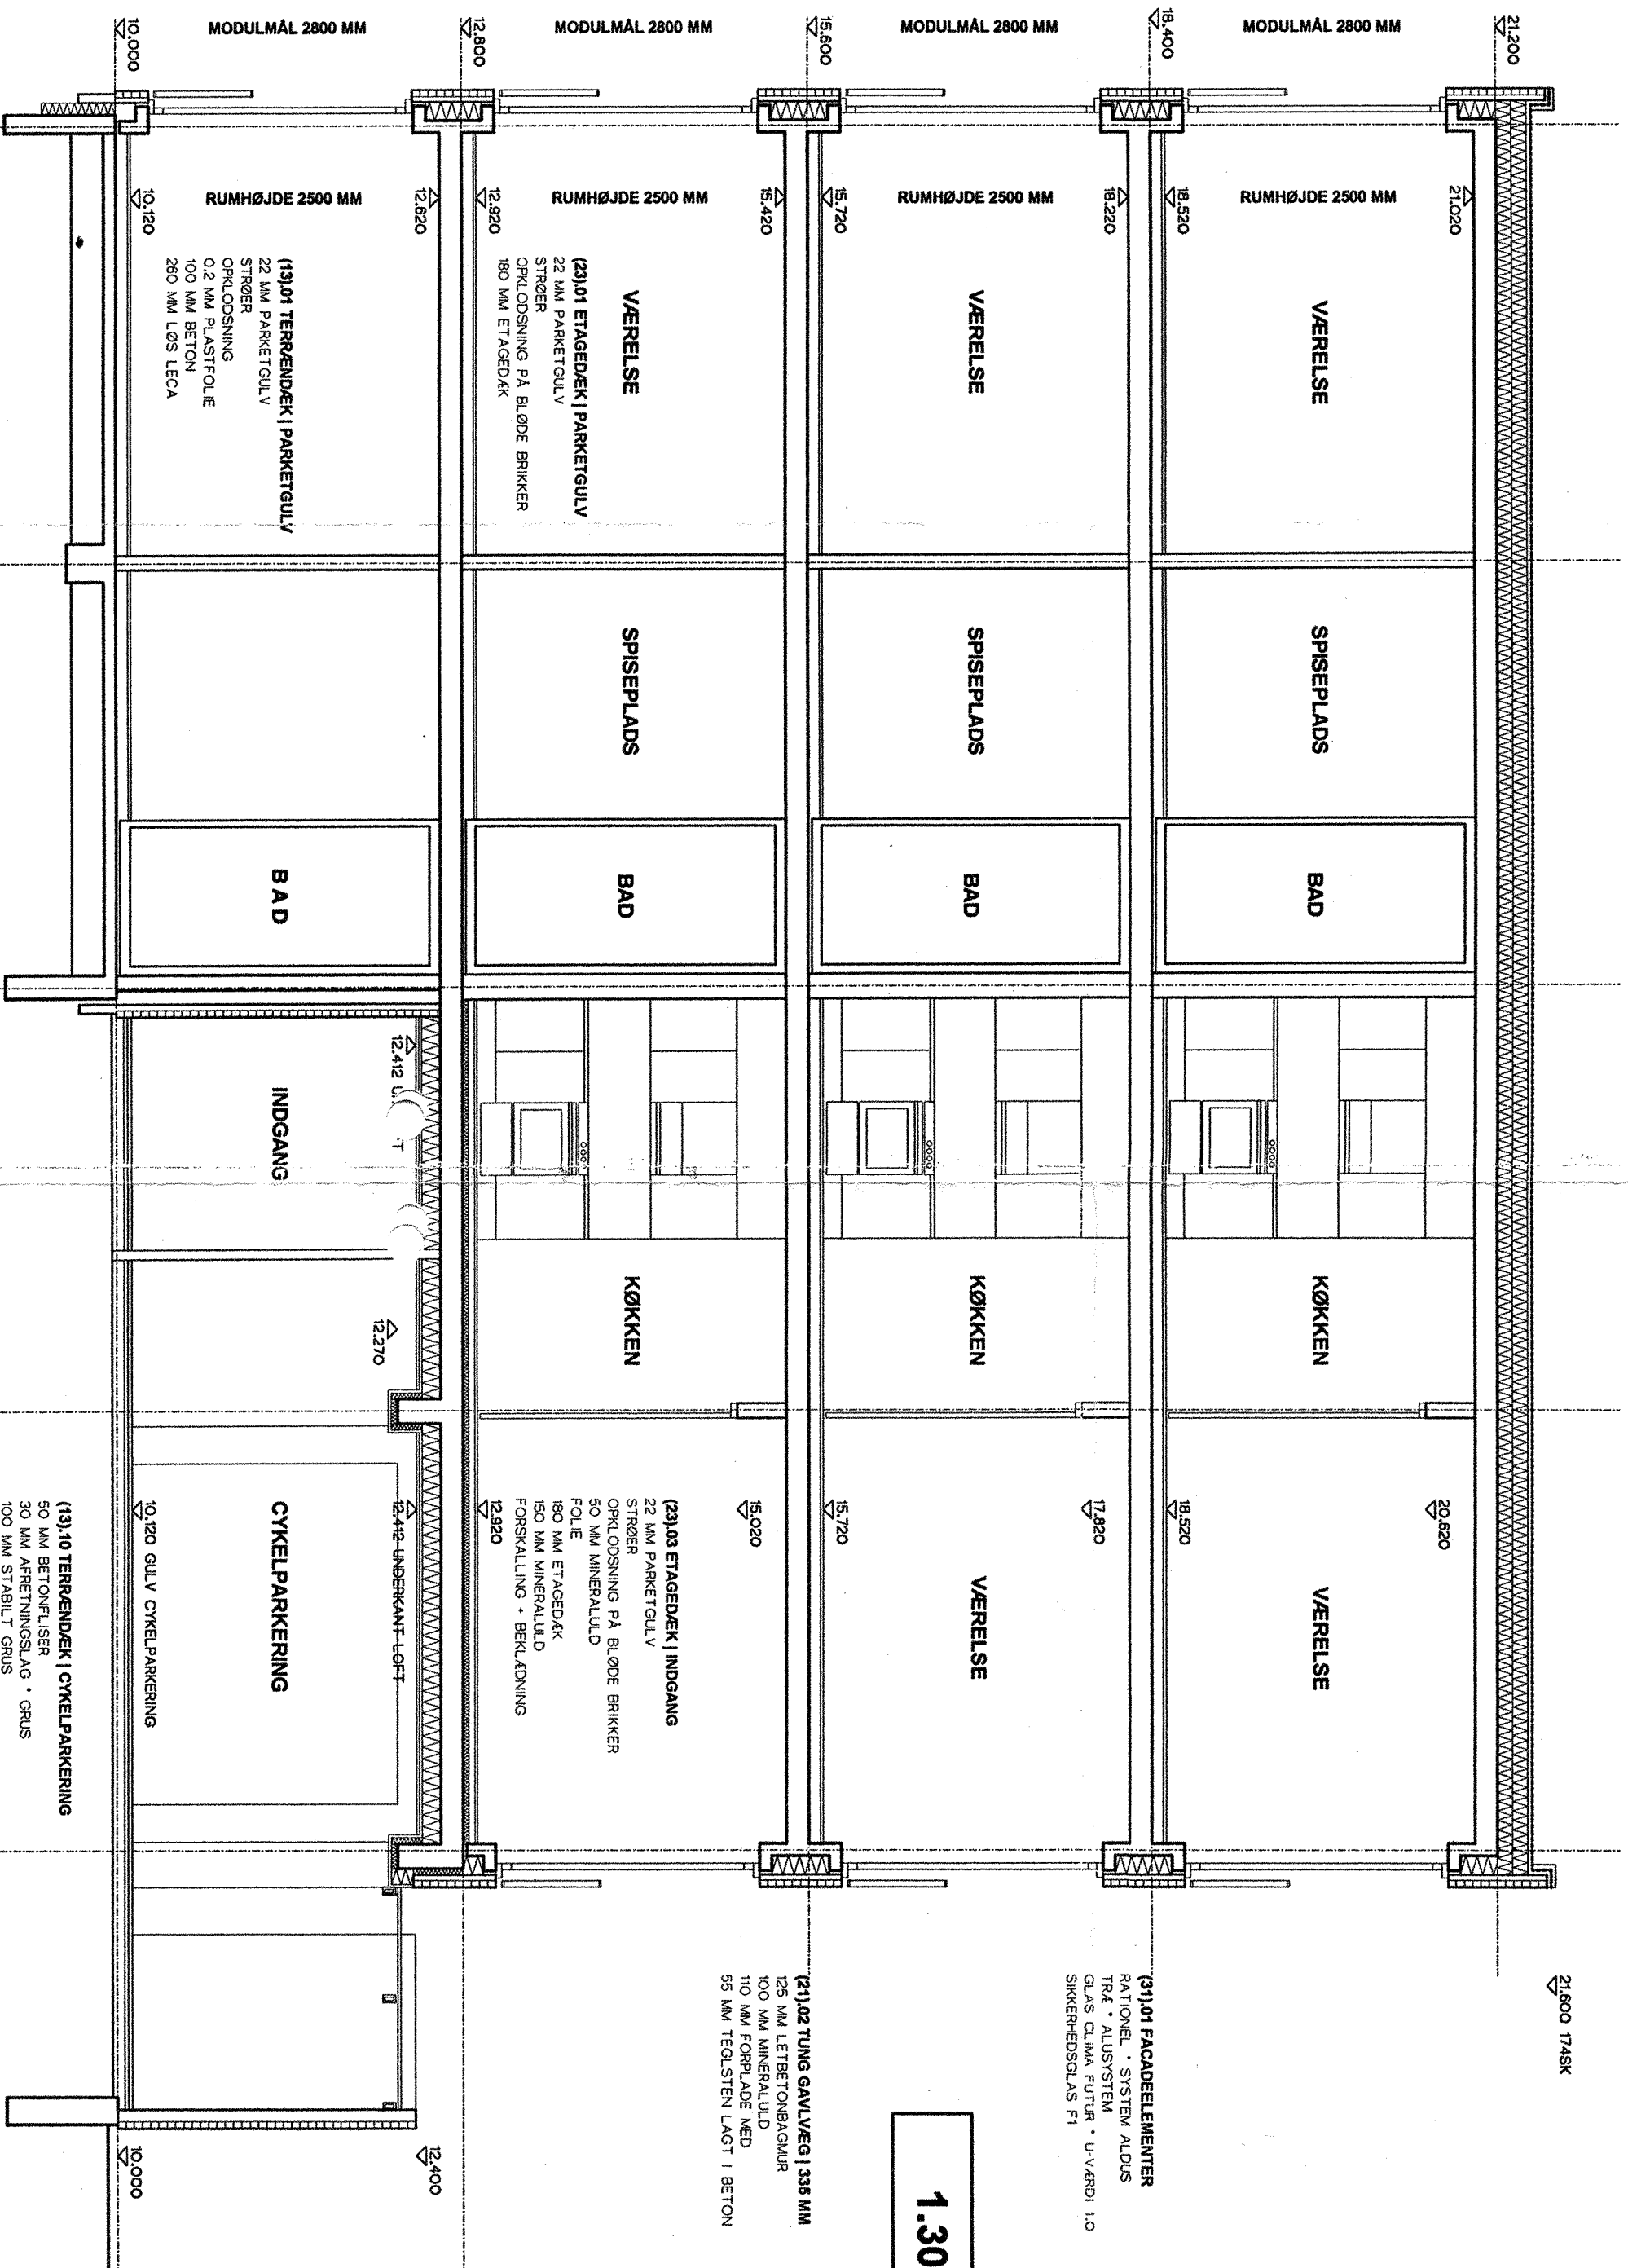 21.600 174SK
21.200
MODULMÅL 2800 MM
21.020
RUMHØJDE 2500 MM
18.520
VÆRELSE
SPISEPLADS
BAD
KØKKEN
20.620
VÆRELSE
18.520
18.400
(31).01 FACADEELEMENTER
RATIONEL * SYSTEM ALDUS
TRÆ * ALUSYSTEM
GLAS CLIMA FUTUR * U-VÆRDI 1.0
SIKKERHEDSGLAS F1
MODULMÅL 2800 MM
18.220
RUMHØJDE 2500 MM
15.720
VÆRELSE
SPISEPLADS
BAD
KØKKEN
17.820
VÆRELSE
15.720
1.30
15.600
(21).02 TUNG GAVLVÆG | 335 MM
125 MM LETBETONBAGMUR
100 MM MINERALULD
110 MM FORPLADE MED
55 MM TEGLSTEN LAGT I BETON
MODULMÅL 2800 MM
15.420
RUMHØJDE 2500 MM
12.920
VÆRELSE
SPISEPLADS
BAD
KØKKEN
15.020
(23).01 ETAGEDÆK | PARKETGULV
22 MM PARKETGULV
STRØER
OPKLODSNING PÅ BLØDE BRIKKER
180 MM ETAGEDÆK
(23).03 ETAGEDÆK | INDGANG
22 MM PARKETGULV
STRØER
OPKLODSNING PÅ BLØDE BRIKKER
50 MM MINERALULD
FOLIE
180 MM ETAGEDÆK
150 MM MINERALULD
FORSKALLING + BEKLÆDNING
12.920
12.800
MODULMÅL 2800 MM
12.620
RUMHØJDE 2500 MM
10.120
12.412
12.270
12.412 UNDERKANT LOFT
12.400
BAD
INDGANG
CYKELPARKERING
(13).01 TERRÆNDÆK | PARKETGULV
22 MM PARKETGULV
STRØER
OPKLODSNING
0.2 MM PLASTFOLIE
100 MM BETON
260 MM LØS LECA
10.120 GULV CYKELPARKERING
10.000
10.000
(13).10 TERRÆNDÆK | CYKELPARKERING
50 MM BETONFLISER
30 MM AFRETNINGSLAG * GRUS
100 MM STABILT GRUS